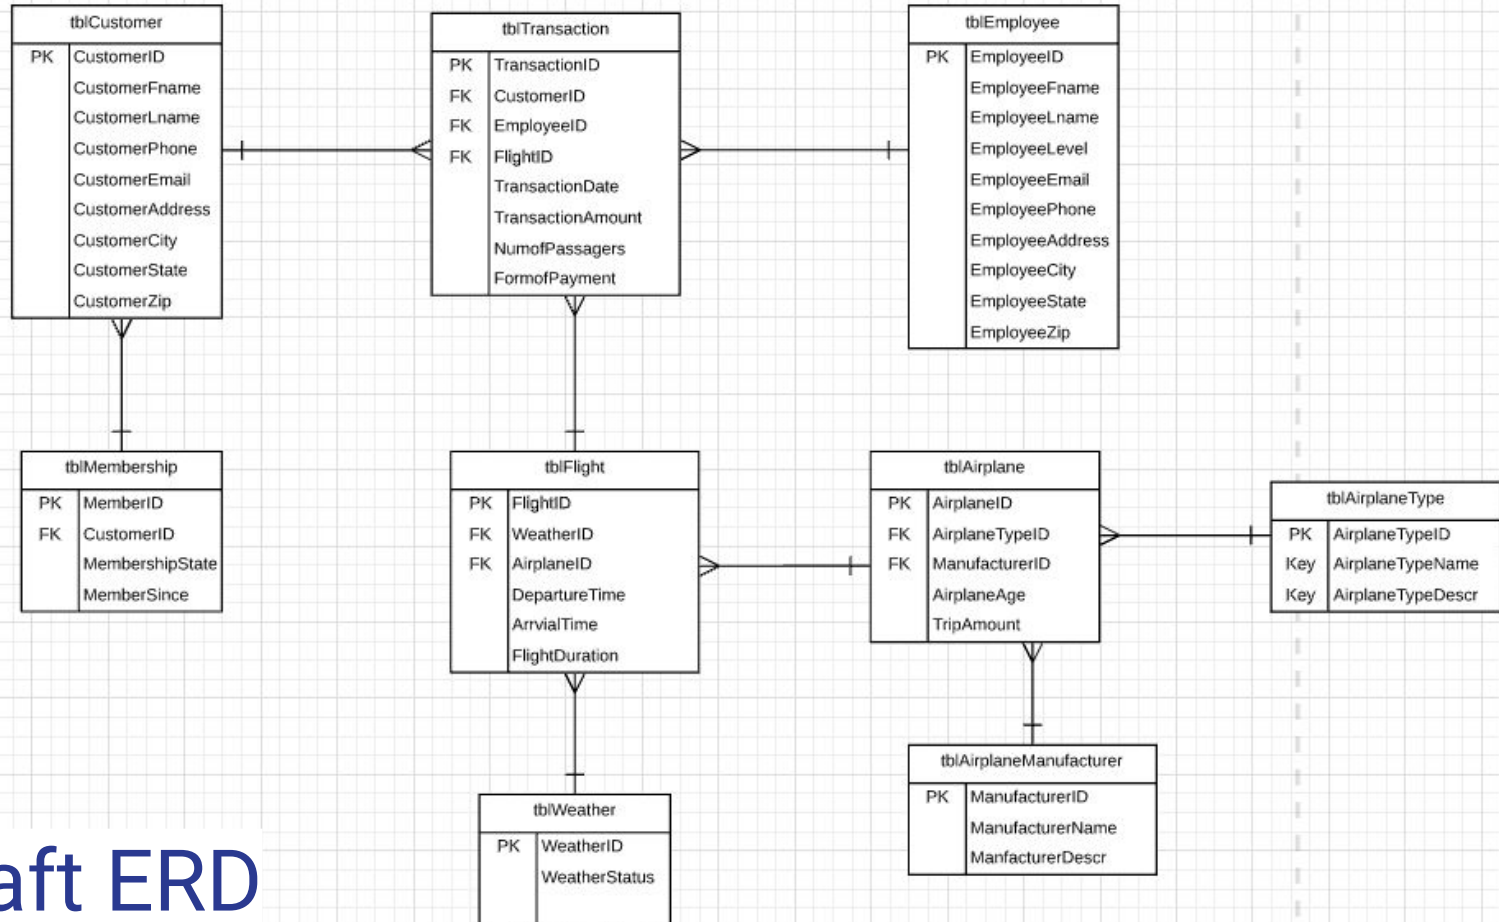 tblCustomer
PK CustomerID
CustomerFname
CustomerLname
CustomerPhone
CustomerEmail
CustomerAddress
CustomerCity
CustomerState
CustomerZip
tblTransaction
PK TransactionID
FK CustomerID
FK EmployeeID
FK FlightID
TransactionDate
TransactionAmount
NumofPassagers
FormofPayment
tblEmployee
PK EmployeeID
EmployeeFname
EmployeeLname
EmployeeLevel
EmployeeEmail
EmployeePhone
EmployeeAddress
EmployeeCity
EmployeeState
EmployeeZip
tblMembership
PK MemberID
FK CustomerID
MembershipState
MemberSince
tblFlight
PK FlightID
FK WeatherID
FK AirplaneID
DepartureTime
ArrvialTime
FlightDuration
tblAirplane
PK AirplaneID
FK AirplaneTypeID
FK ManufacturerID
AirplaneAge
TripAmount
tblAirplaneType
PK AirplaneTypeID
Key AirplaneTypeName
Key AirplaneTypeDescr
tblWeather
PK WeatherID
WeatherStatus
tblAirplaneManufacturer
PK ManufacturerID
ManufacturerName
ManfacturerDescr
aft ERD